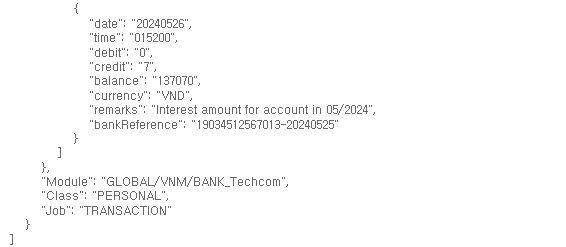 {
"date": "20240526",
"time": "015200",
"debit": "0",
"credit": "7",
"balance": "137070",
"currency": "VND",
"remarks": "Interest amount for account in 05/2024",
"bankReference": "19034512567013-20240525"
}
]
},
"Module": "GLOBAL/VNM/BANK_Techcom",
"Class": "PERSONAL",
"Job": "TRANSACTION"
}
]